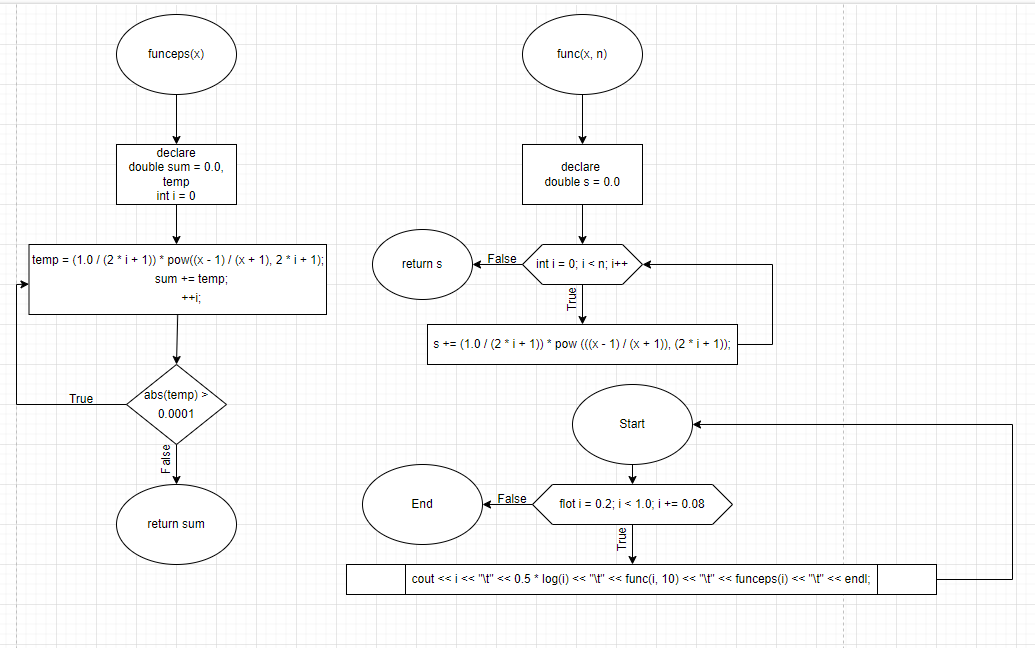 funceps(x)
declare
double sum = 0.0,
temp
int i = 0
temp = (1.0 / (2 * i + 1)) * pow((x - 1) / (x + 1), 2 * i + 1);
sum += temp;
++i;
abs(temp) >
0.0001
True
False
return sum
func(x, n)
declare
double s = 0.0
int i = 0; i < n; i++
False
return s
True
s += (1.0 / (2 * i + 1)) * pow (((x - 1) / (x + 1)), (2 * i + 1));
Start
flot i = 0.2; i < 1.0; i += 0.08
False
End
True
cout << i << "\t" << 0.5 * log(i) << "\t" << func(i, 10) << "\t" << funceps(i) << "\t" << endl;